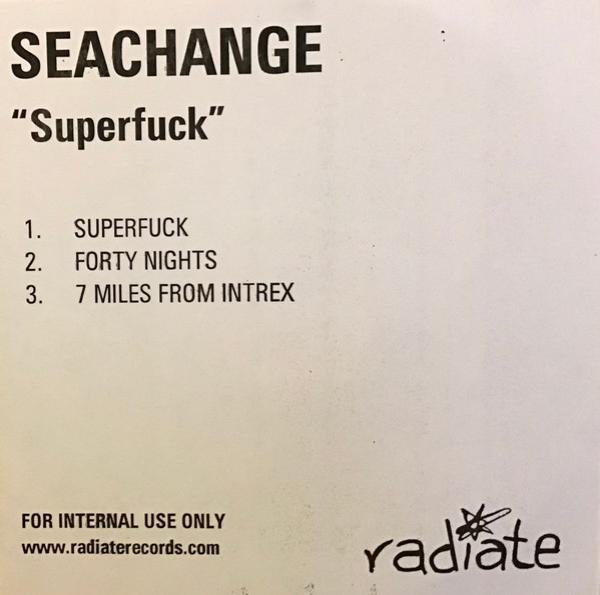 SEACHANGE
"Superfuck"
1. SUPERFUCK
2. FORTY NIGHTS
3. 7 MILES FROM INTREX
FOR INTERNAL USE ONLY
www.radiaterecords.com
radiate